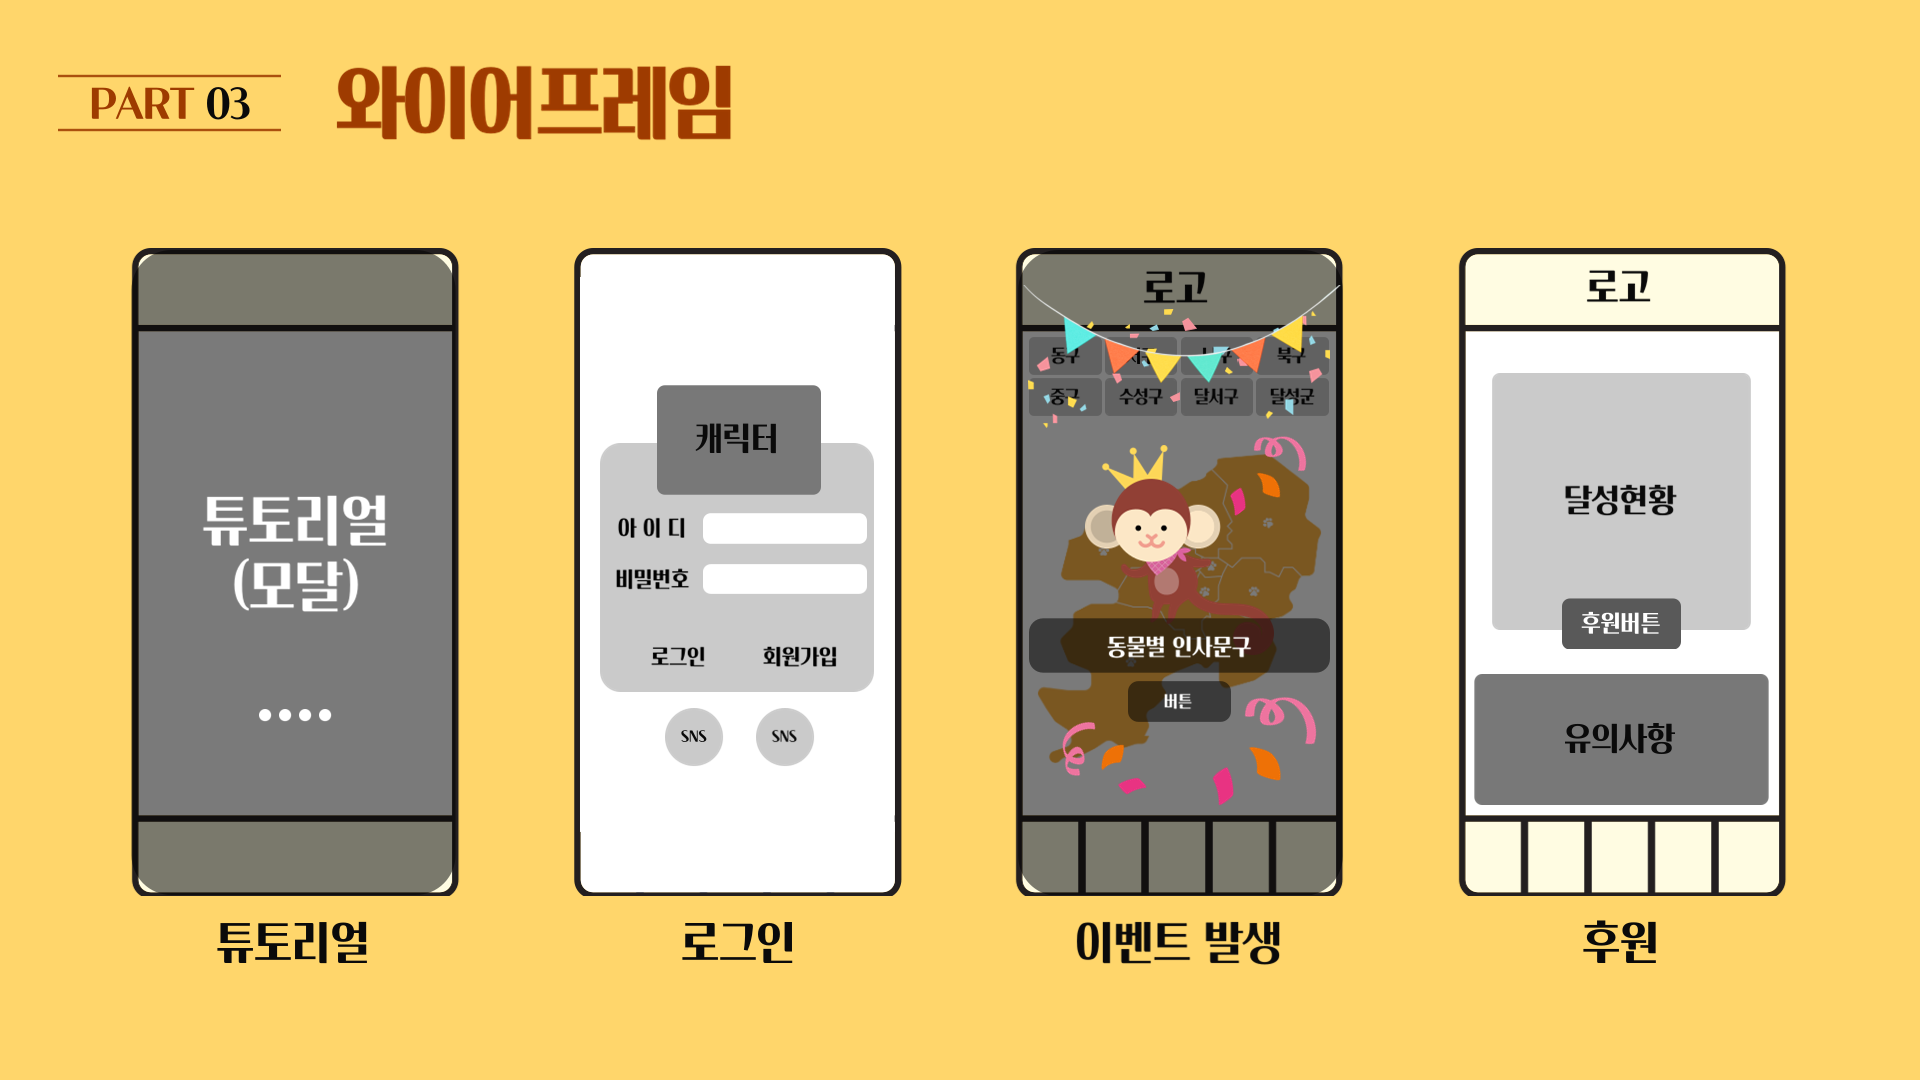 PART 03
와이어프레임
튜토리얼
(모달)
튜토리얼
캐릭터
아 이 디
비밀번호
로그인 회원가입
SNS SNS
로그인
로고
동구 북구
중구 수성구 달서구 달성군
동물별 인사문구
버튼
이벤트 발생
로고
달성현황
후원버튼
유의사항
후원